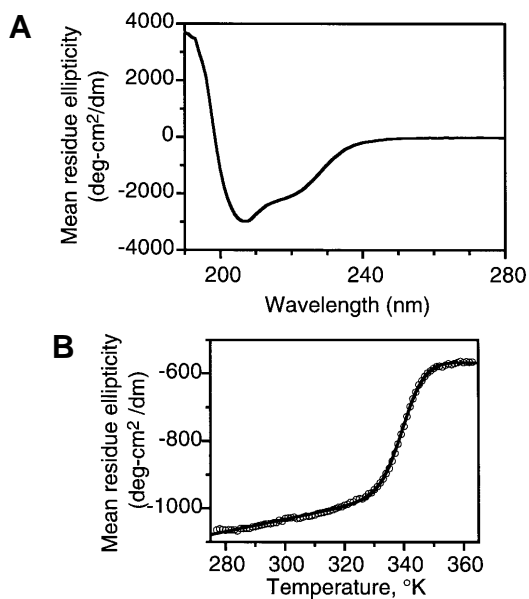 A
Mean residue ellipticity
(deg-cm²/dm)
4000
2000
0
-2000
-4000
200
240
280
Wavelength (nm)
B
Mean residue ellipticity
(deg-cm² /dm)
-600
-800
-1000
280
300
320
340
360
Temperature, °K